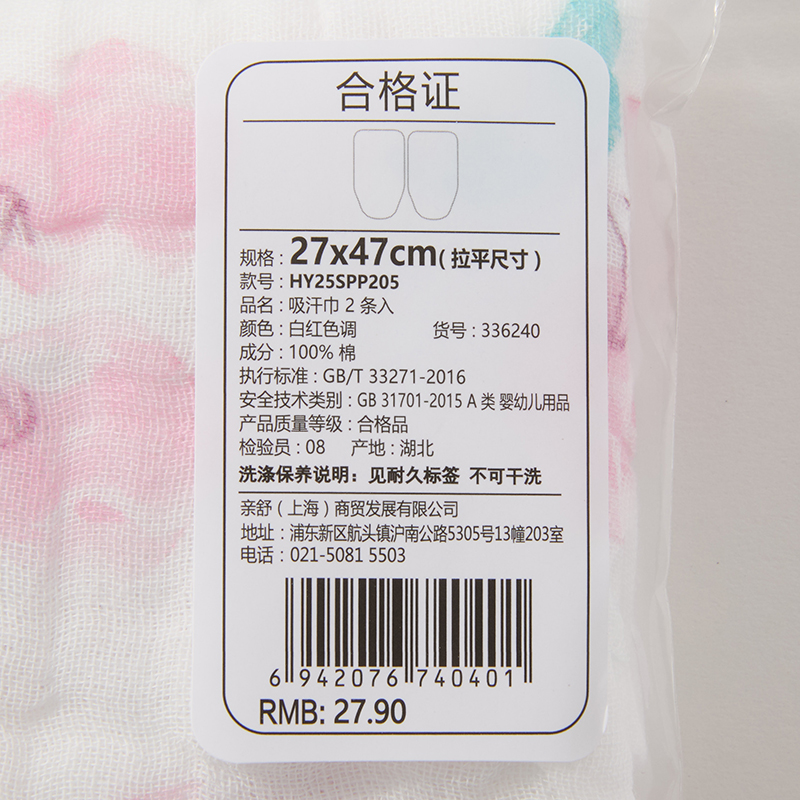 合格证
规格：27x47cm（拉平尺寸）
款号：HY25SPP205
品名：吸汗巾 2 条入
颜色：白红色调 货号：336240
成分：100% 棉
执行标准：GB/T 33271-2016
安全技术类别：GB 31701-2015 A 类 婴幼儿用品
产品质量等级：合格品
检验员：08 产地：湖北
洗涤保养说明：见耐久标签 不可干洗
亲舒（上海）商贸发展有限公司
地址：浦东新区航头镇沪南公路5305号13幢203室
电话：021-5081 5503
6 942076 740401
RMB: 27.90